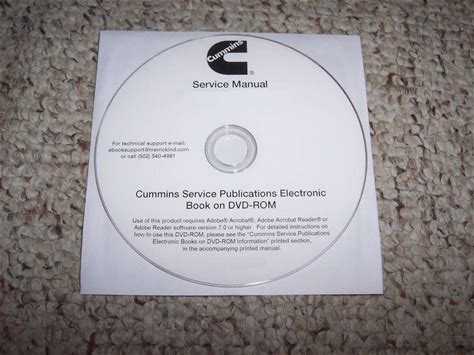 Cummins
®
Service Manual
For technical support e-mail:
ebooksupport@merrickind.com
or call (502) 540-4981
Cummins Service Publications Electronic
Book on DVD-ROM
Use of this product requires Adobe® Acrobat®, Adobe Acrobat Reader® or
Adobe Reader software version 7.0 or higher. For detailed instructions on
how to use this DVD-ROM, please see the "Cummins Service Publications
Electronic Books on DVD-ROM Information" printed section,
in the accompanying printed manual.